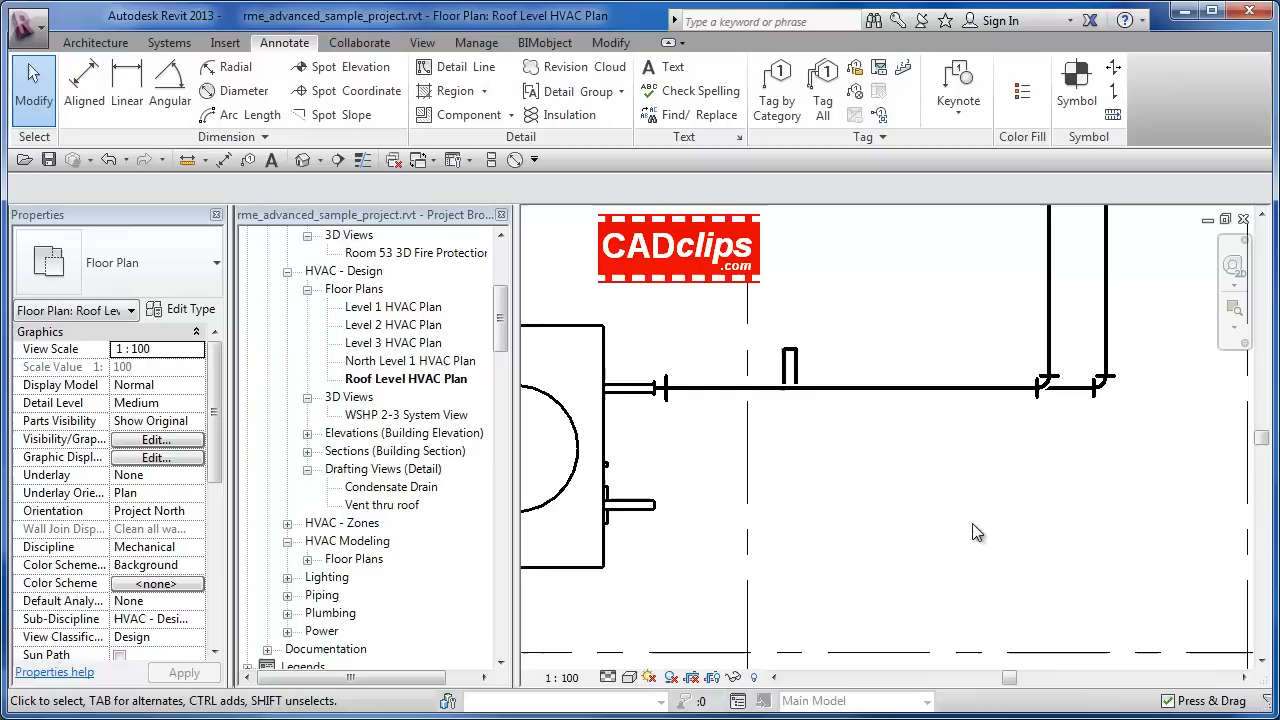 Autodesk Revit 2013 - rme_advanced_sample_project.rvt - Floor Plan: Roof Level HVAC Plan
Type a keyword or phrase
Sign In
Architecture Systems Insert Annotate Collaborate View Manage BIMobject Modify
Modify
Select
Aligned Linear Angular
Radial
Diameter
Arc Length
Spot Elevation
Spot Coordinate
Spot Slope
Dimension
Detail Line
Region
Component
Revision Cloud
Detail Group
Insulation
Detail
Text
Check Spelling
Find/ Replace
Text
Tag by Category
Tag All
Keynote
Tag
Color Fill
Symbol
Symbol
Properties
Floor Plan
Floor Plan: Roof Lev
Edit Type
Graphics
View Scale 1 : 100
Scale Value 1: 100
Display Model Normal
Detail Level Medium
Parts Visibility Show Original
Visibility/Grap... Edit...
Graphic Displ... Edit...
Underlay None
Underlay Orie... Plan
Orientation Project North
Wall Join Disp... Clean all wa...
Discipline Mechanical
Color Scheme... Background
Color Scheme <none>
Default Analy... None
Sub-Discipline HVAC - Desi...
View Classific... Design
Sun Path
Properties help
Apply
rme_advanced_sample_project.rvt - Project Bro...
3D Views
Room 53 3D Fire Protection
HVAC - Design
Floor Plans
Level 1 HVAC Plan
Level 2 HVAC Plan
Level 3 HVAC Plan
North Level 1 HVAC Plan
Roof Level HVAC Plan
3D Views
WSHP 2-3 System View
Elevations (Building Elevation)
Sections (Building Section)
Drafting Views (Detail)
Condensate Drain
Vent thru roof
HVAC - Zones
HVAC Modeling
Floor Plans
Lighting
Piping
Plumbing
Power
Documentation
Legends
CADclips
.com
2D
1 : 100
Click to select, TAB for alternates, CTRL adds, SHIFT unselects.
:0
Main Model
Press & Drag